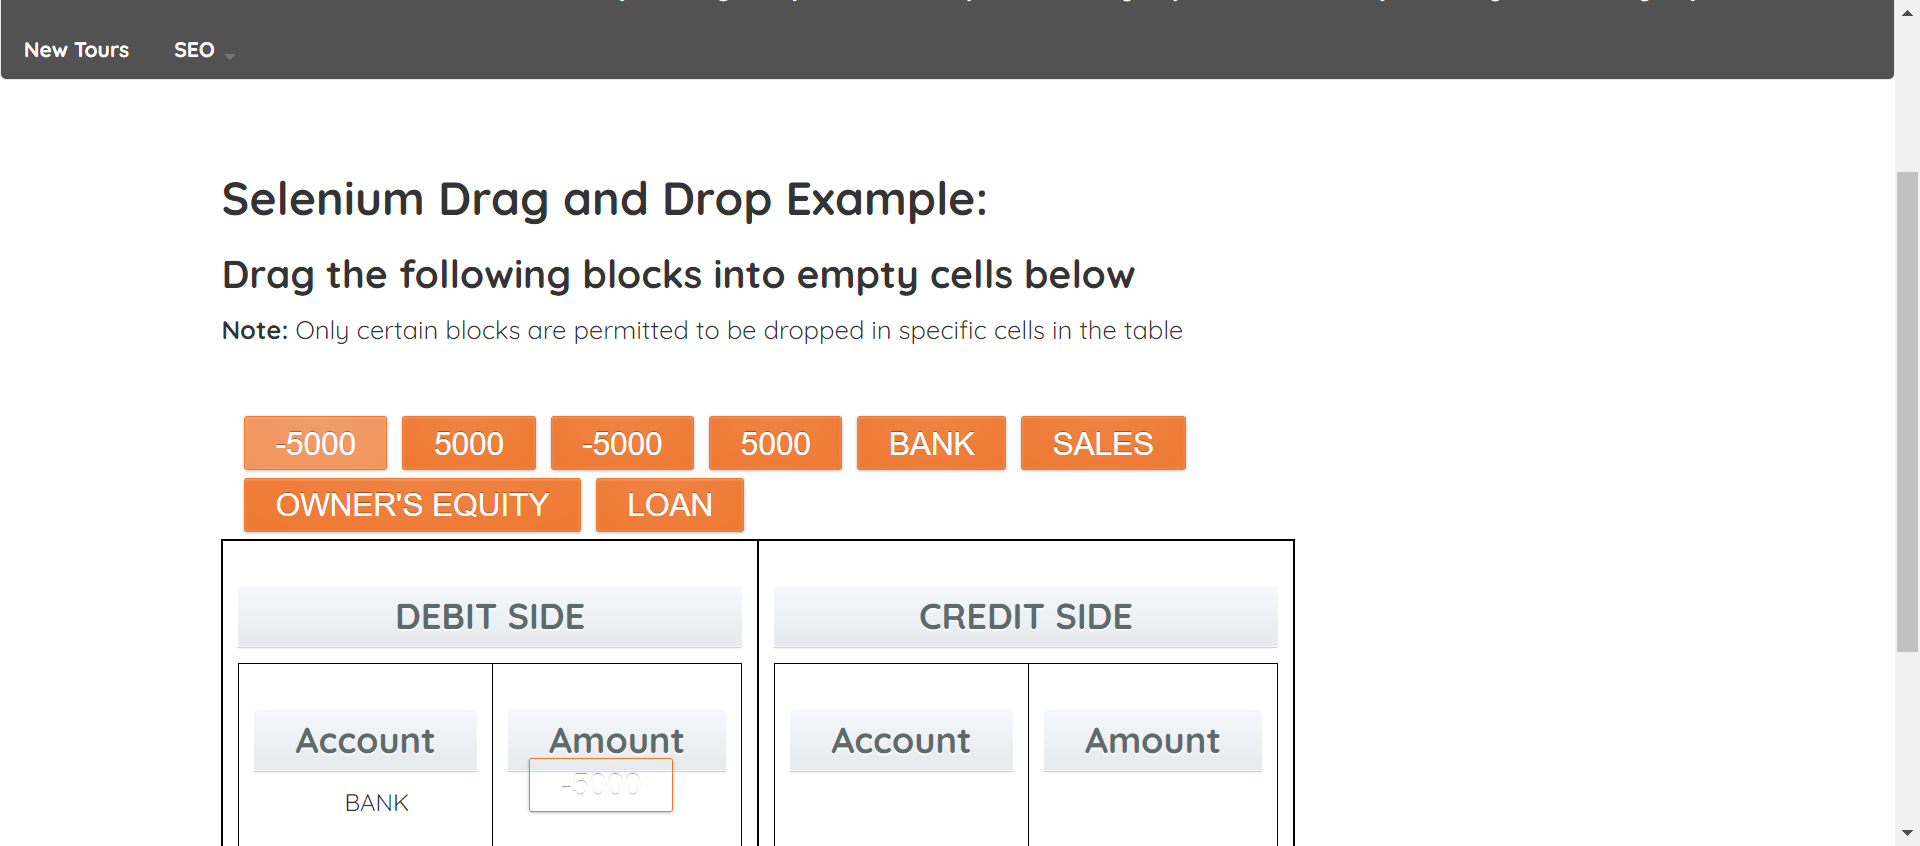 New Tours SEO
Selenium Drag and Drop Example:
Drag the following blocks into empty cells below
Note: Only certain blocks are permitted to be dropped in specific cells in the table
-5000 5000 -5000 5000 BANK SALES
OWNER'S EQUITY LOAN
DEBIT SIDE CREDIT SIDE
Account Amount Account Amount
-5000
BANK